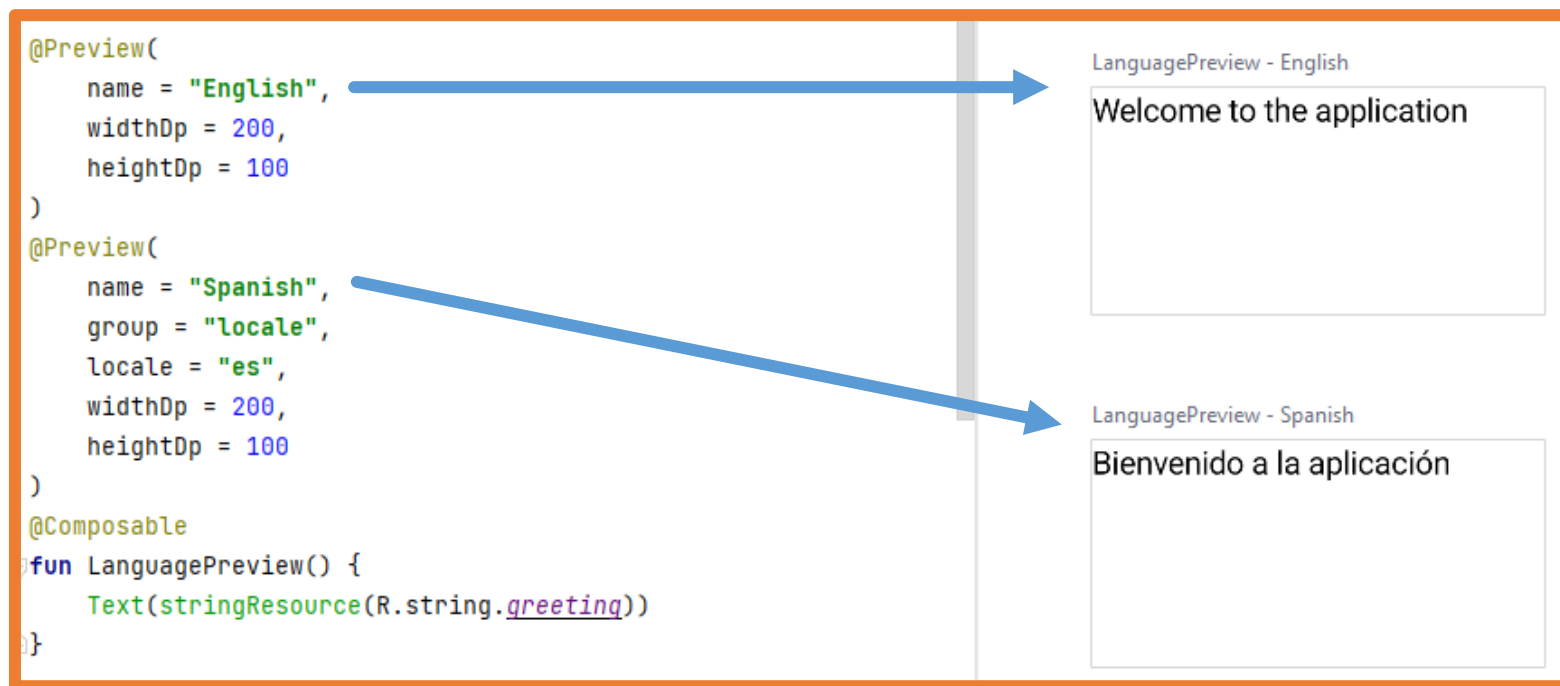 @Preview(
    name = "English",
    widthDp = 200,
    heightDp = 100
)
@Preview(
    name = "Spanish",
    group = "locale",
    locale = "es",
    widthDp = 200,
    heightDp = 100
)
@Composable
fun LanguagePreview() {
    Text(stringResource(R.string.greeting))
}
LanguagePreview - English
Welcome to the application
LanguagePreview - Spanish
Bienvenido a la aplicación